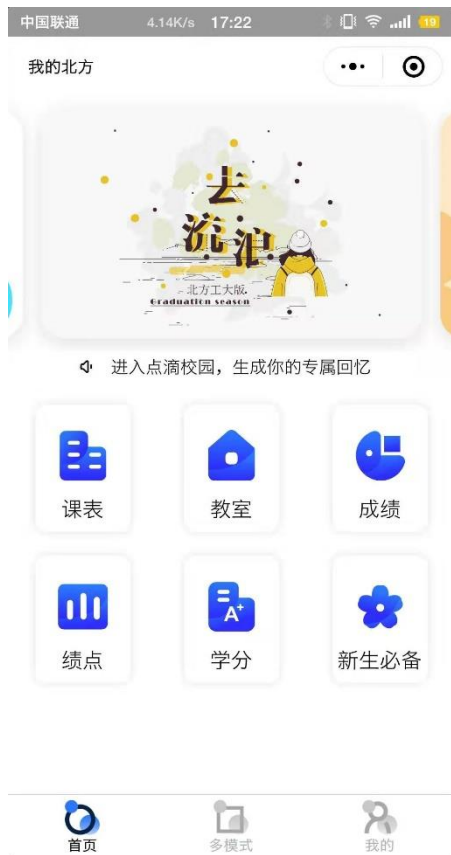 中国联通 4.14K/s 17:22 19
我的北方
去
流浪
北方工大版
Graduation season
进入点滴校园，生成你的专属回忆
课表 教室 成绩
A+
绩点 学分 新生必备
首页 多模式 我的